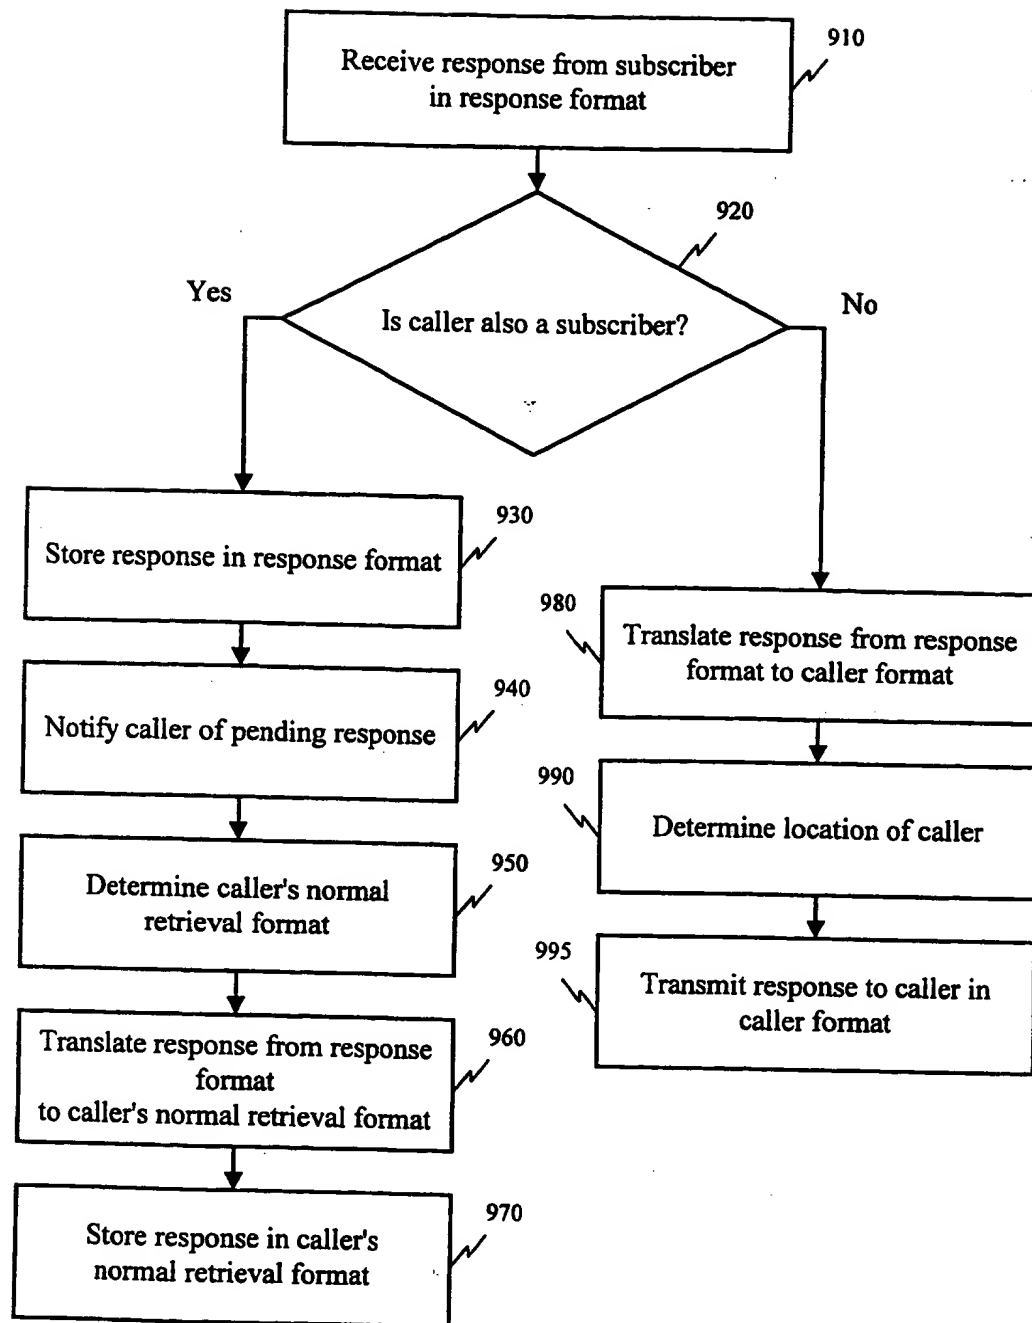 Receive response from subscriber
in response format
910
920
Yes
No
Is caller also a subscriber?
930
Store response in response format
980
Translate response from response
format to caller format
940
Notify caller of pending response
990
Determine location of caller
950
Determine caller's normal
retrieval format
995
Transmit response to caller in
caller format
960
Translate response from response
format
to caller's normal retrieval format
970
Store response in caller's
normal retrieval format